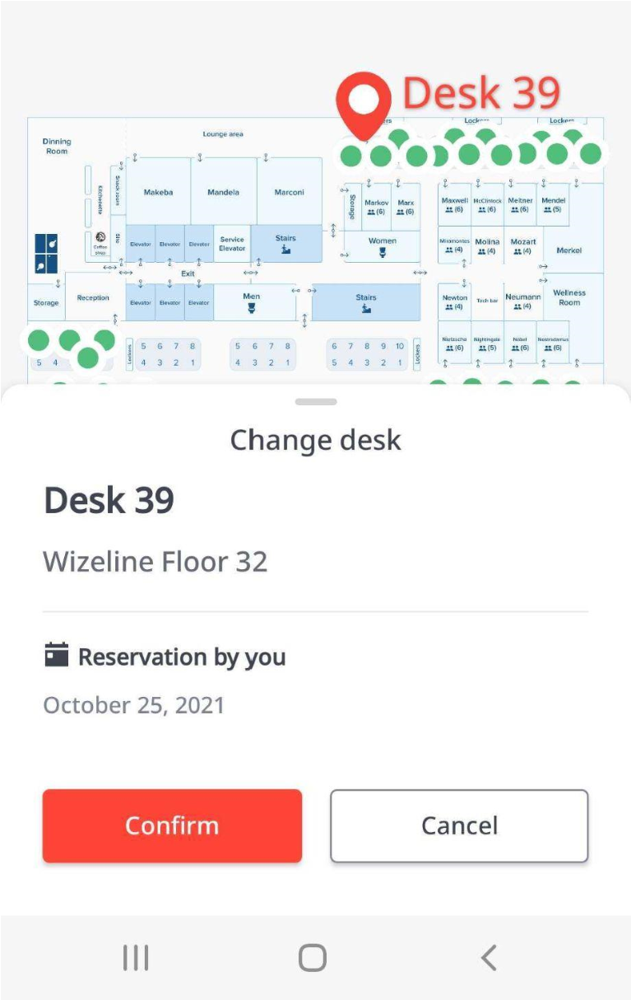 Desk 39
Lockers
Lockers
Dinning
Room
Lounge area
Kitchenette
Snack room
Makeba
Mandela
Marconi
Storage
Markov
(6)
Marx
(6)
Maxwell
(6)
McClintock
(6)
Meitner
(6)
Mendel
(5)
Coffee
shop
Site
Elevator
Elevator
Elevator
Service
Elevator
Stairs
Women
Miramontes
(4)
Molina
(4)
Mozart
(4)
Merkel
Exit
Storage
Reception
Elevator
Elevator
Elevator
Men
Stairs
Newton
(4)
Tech bar
Neumann
(4)
Wellness
Room
Nietzsche
(6)
Nightingale
(5)
Nobel
(6)
Nostradamus
(6)
5 4
Lockers
5 6 7 8
4 3 2 1
5 6 7 8
4 3 2 1
6 7 8 9 10
5 4 3 2 1
Lockers
Change desk
Desk 39
Wizeline Floor 32
Reservation by you
October 25, 2021
Confirm
Cancel